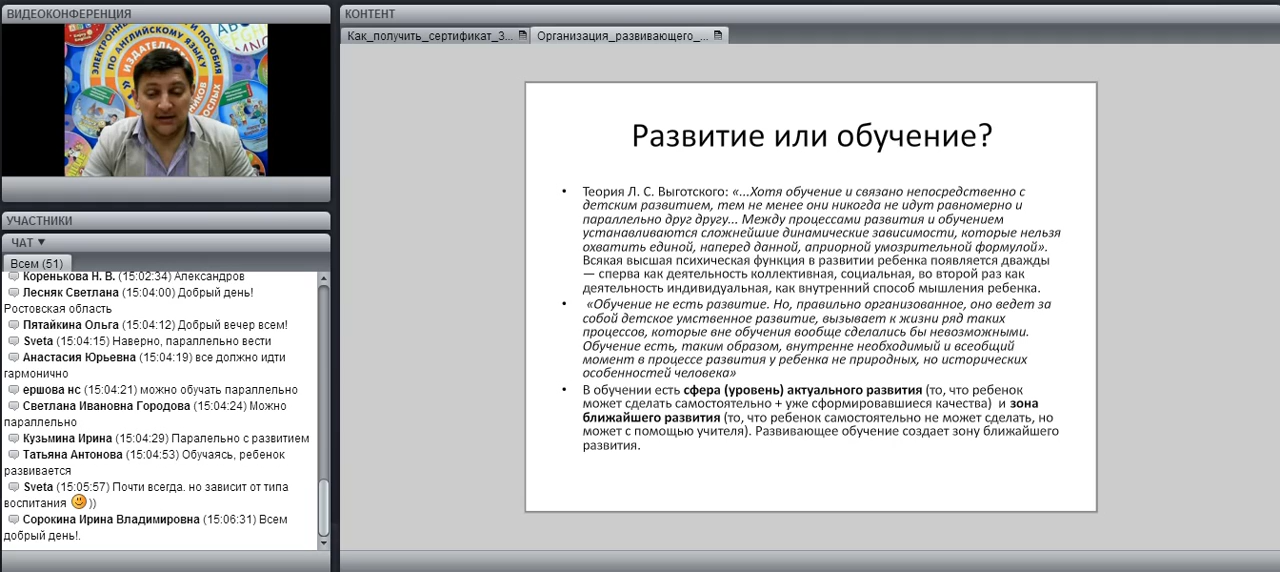 ВИДЕОКОНФЕРЕНЦИЯ
ЭЛЕКТРОННЫЕ
ПОСОБИЯ
ПО АНГЛИЙСКОМУ ЯЗЫКУ
ИЗДАТЕЛЬСТВО
УЧАСТНИКИ
ЧАТ
Всем (51)
Коренькова Н. В. (15:02:34) Александров
Лесняк Светлана (15:04:00) Добрый день!
Ростовская область
Пятайкина Ольга (15:04:12) Добрый вечер всем!
Sveta (15:04:15) Наверно, параллельно вести
Анастасия Юрьевна (15:04:19) все должно идти
гармонично
ершова нс (15:04:21) можно обучать параллельно
Светлана Ивановна Городова (15:04:24) Можно
параллельно
Кузьмина Ирина (15:04:29) Паралельно с развитием
Татьяна Антонова (15:04:53) Обучаясь, ребенок
развивается
Sveta (15:05:57) Почти всегда. но зависит от типа
воспитания ))
Сорокина Ирина Владимировна (15:06:31) Всем
добрый день!.
КОНТЕНТ
Как_получить_сертификат_3...
Организация_развивающего_...
Развитие или обучение?
• Теория Л. С. Выготского: «...Хотя обучение и связано непосредственно с
детским развитием, тем не менее они никогда не идут равномерно и
параллельно друг другу... Между процессами развития и обучением
устанавливаются сложнейшие динамические зависимости, которые нельзя
охватить единой, наперед данной, априорной умозрительной формулой».
Всякая высшая психическая функция в развитии ребенка появляется дважды
— сперва как деятельность коллективная, социальная, во второй раз как
деятельность индивидуальная, как внутренний способ мышления ребенка.
• «Обучение не есть развитие. Но, правильно организованное, оно ведет за
собой детское умственное развитие, вызывает к жизни ряд таких
процессов, которые вне обучения вообще сделались бы невозможными.
Обучение есть, таким образом, внутренне необходимый и всеобщий
момент в процессе развития у ребенка не природных, но исторических
особенностей человека»
• В обучении есть сфера (уровень) актуального развития (то, что ребенок
может сделать самостоятельно + уже сформировавшиеся качества) и зона
ближайшего развития (то, что ребенок самостоятельно не может сделать, но
может с помощью учителя). Развивающее обучение создает зону ближайшего
развития.